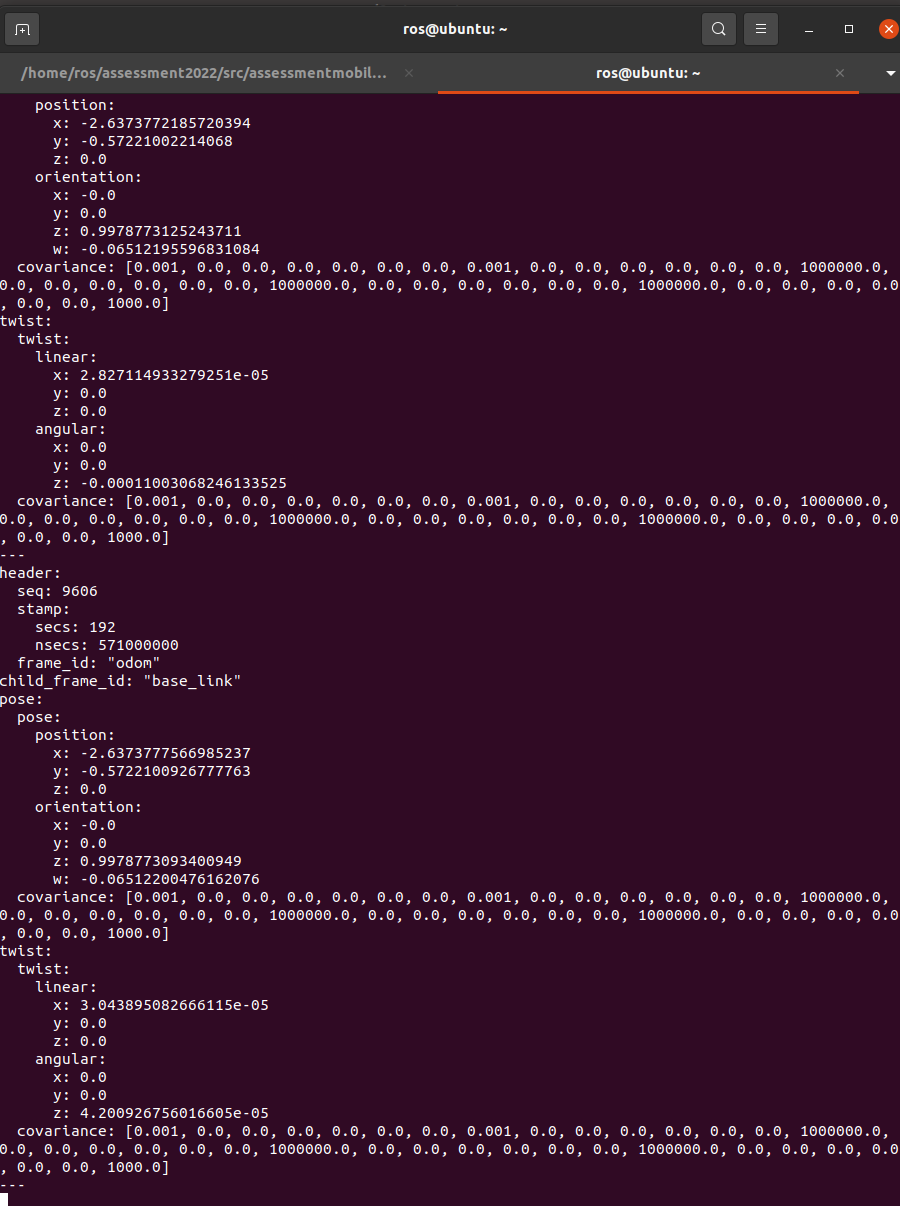 ros@ubuntu: ~
/home/ros/assessment2022/src/assessmentmobil...
ros@ubuntu: ~
position:
x: -2.6373772185720394
y: -0.57221002214068
z: 0.0
orientation:
x: -0.0
y: 0.0
z: 0.9978773125243711
w: -0.06512195596831084
covariance: [0.001, 0.0, 0.0, 0.0, 0.0, 0.0, 0.0, 0.001, 0.0, 0.0, 0.0, 0.0, 0.0, 0.0, 1000000.0,
0.0, 0.0, 0.0, 0.0, 0.0, 0.0, 1000000.0, 0.0, 0.0, 0.0, 0.0, 0.0, 0.0, 1000000.0, 0.0, 0.0, 0.0, 0.0
, 0.0, 0.0, 1000.0]
twist:
twist:
linear:
x: 2.827114933279251e-05
y: 0.0
z: 0.0
angular:
x: 0.0
y: 0.0
z: -0.00011003068246133525
covariance: [0.001, 0.0, 0.0, 0.0, 0.0, 0.0, 0.0, 0.001, 0.0, 0.0, 0.0, 0.0, 0.0, 0.0, 1000000.0,
0.0, 0.0, 0.0, 0.0, 0.0, 0.0, 1000000.0, 0.0, 0.0, 0.0, 0.0, 0.0, 0.0, 1000000.0, 0.0, 0.0, 0.0, 0.0
, 0.0, 0.0, 1000.0]
---
header:
seq: 9606
stamp:
secs: 192
nsecs: 571000000
frame_id: "odom"
child_frame_id: "base_link"
pose:
pose:
position:
x: -2.6373777566985237
y: -0.5722100926777763
z: 0.0
orientation:
x: -0.0
y: 0.0
z: 0.9978773093400949
w: -0.06512200476162076
covariance: [0.001, 0.0, 0.0, 0.0, 0.0, 0.0, 0.0, 0.001, 0.0, 0.0, 0.0, 0.0, 0.0, 0.0, 1000000.0,
0.0, 0.0, 0.0, 0.0, 0.0, 0.0, 1000000.0, 0.0, 0.0, 0.0, 0.0, 0.0, 0.0, 1000000.0, 0.0, 0.0, 0.0, 0.0
, 0.0, 0.0, 1000.0]
twist:
twist:
linear:
x: 3.043895082666115e-05
y: 0.0
z: 0.0
angular:
x: 0.0
y: 0.0
z: 4.200926756016605e-05
covariance: [0.001, 0.0, 0.0, 0.0, 0.0, 0.0, 0.0, 0.001, 0.0, 0.0, 0.0, 0.0, 0.0, 0.0, 1000000.0,
0.0, 0.0, 0.0, 0.0, 0.0, 0.0, 1000000.0, 0.0, 0.0, 0.0, 0.0, 0.0, 0.0, 1000000.0, 0.0, 0.0, 0.0, 0.0
, 0.0, 0.0, 1000.0]
---